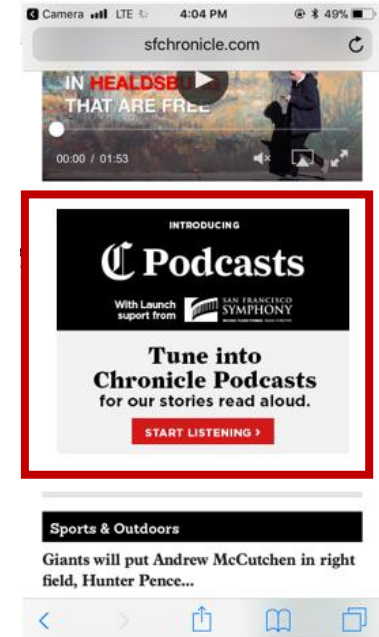 Camera LTE 4:04 PM 49%
sfchronicle.com
IN HEALDSBURG
THAT ARE FREE
00:00 / 01:53
INTRODUCING
C Podcasts
With Launch
suport from
SAN FRANCISCO
SYMPHONY
Tune into
Chronicle Podcasts
for our stories read aloud.
START LISTENING >
Sports & Outdoors
Giants will put Andrew McCutchen in right
field, Hunter Pence...